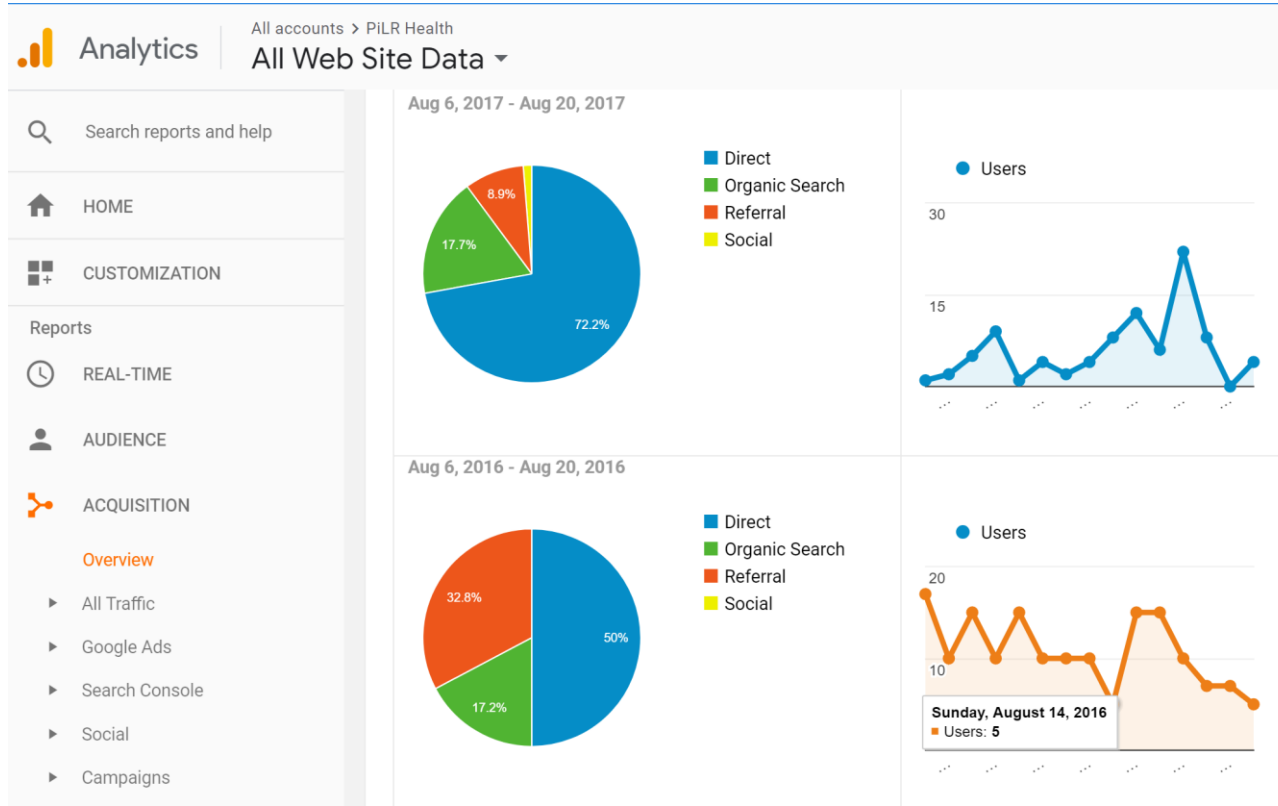 Analytics
All accounts > PiLR Health
All Web Site Data
Search reports and help
HOME
CUSTOMIZATION
Reports
REAL-TIME
AUDIENCE
ACQUISITION
Overview
All Traffic
Google Ads
Search Console
Social
Campaigns
Aug 6, 2017 - Aug 20, 2017
8.9%
17.7%
72.2%
Direct
Organic Search
Referral
Social
Users
30
15
...
...
...
...
...
...
...
Aug 6, 2016 - Aug 20, 2016
32.8%
50%
17.2%
Direct
Organic Search
Referral
Social
Users
20
10
Sunday, August 14, 2016
Users: 5
...
...
...
...
...
...
...